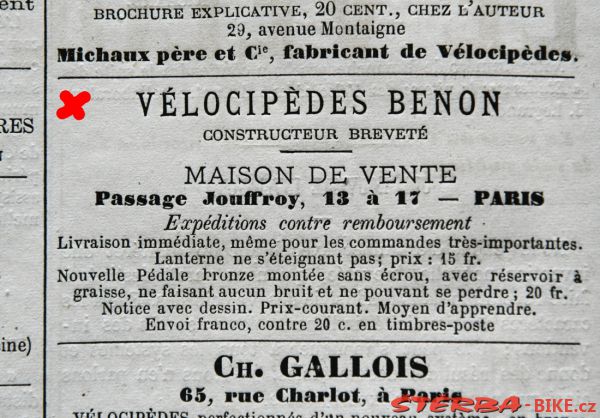 ent
BROCHURE EXPLICATIVE, 20 CENT., CHEZ L'AUTEUR
29, avenue Montaigne
Michaux père et Cie, fabricant de Vélocipèdes.
VÉLOCIPÈDES BENON
CONSTRUCTEUR BREVETÉ
RES
MAISON DE VENTE
Passage Jouffroy, 13 à 17 — PARIS
Expéditions contre remboursement
Livraison immédiate, même pour les commandes très-importantes.
Lanterne ne s'éteignant pas; prix : 15 fr.
Nouvelle Pédale bronze montée sans écrou, avec réservoir à
graisse, ne faisant aucun bruit et ne pouvant se perdre ; 20 fr.
Notice avec dessin. Prix-courant. Moyen d'apprendre.
Envoi franco, contre 20 c. en timbres-poste
ine)
CH. GALLOIS
65, rue Charlot, à Paris
STERBA-BIKE.cz